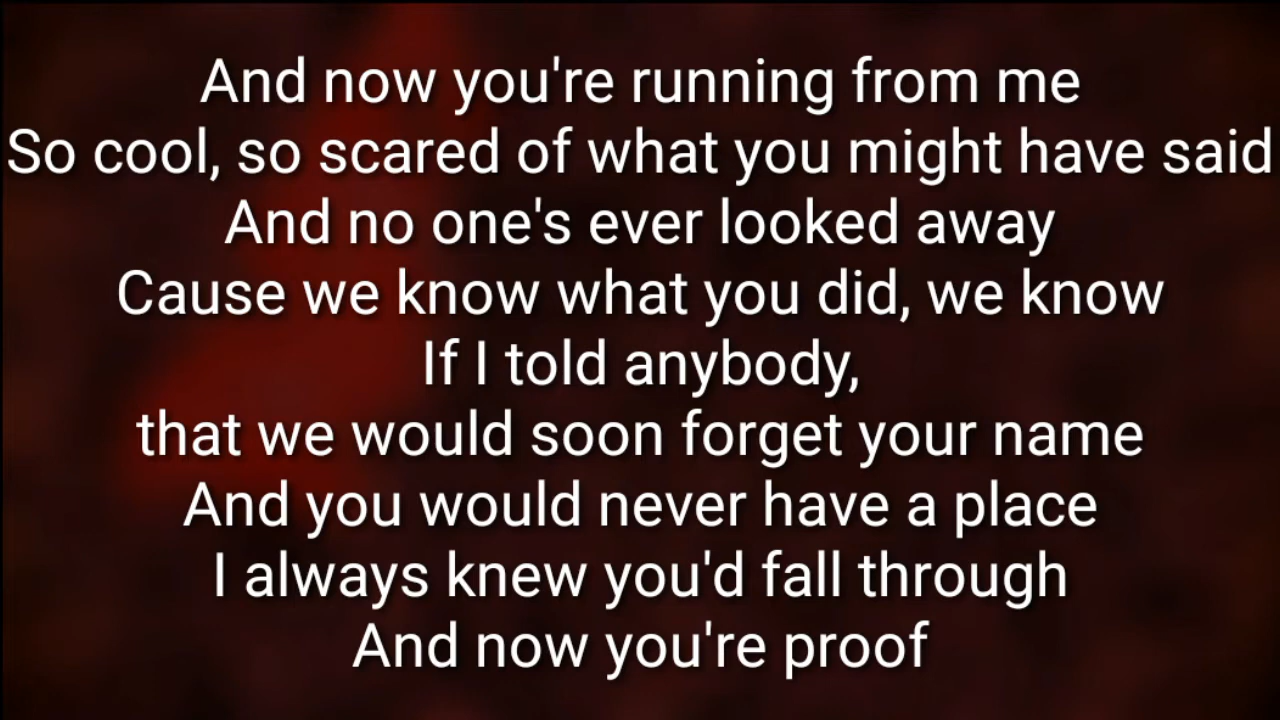 And now you're running from me
So cool, so scared of what you might have said
And no one's ever looked away
Cause we know what you did, we know
If I told anybody,
that we would soon forget your name
And you would never have a place
I always knew you'd fall through
And now you're proof